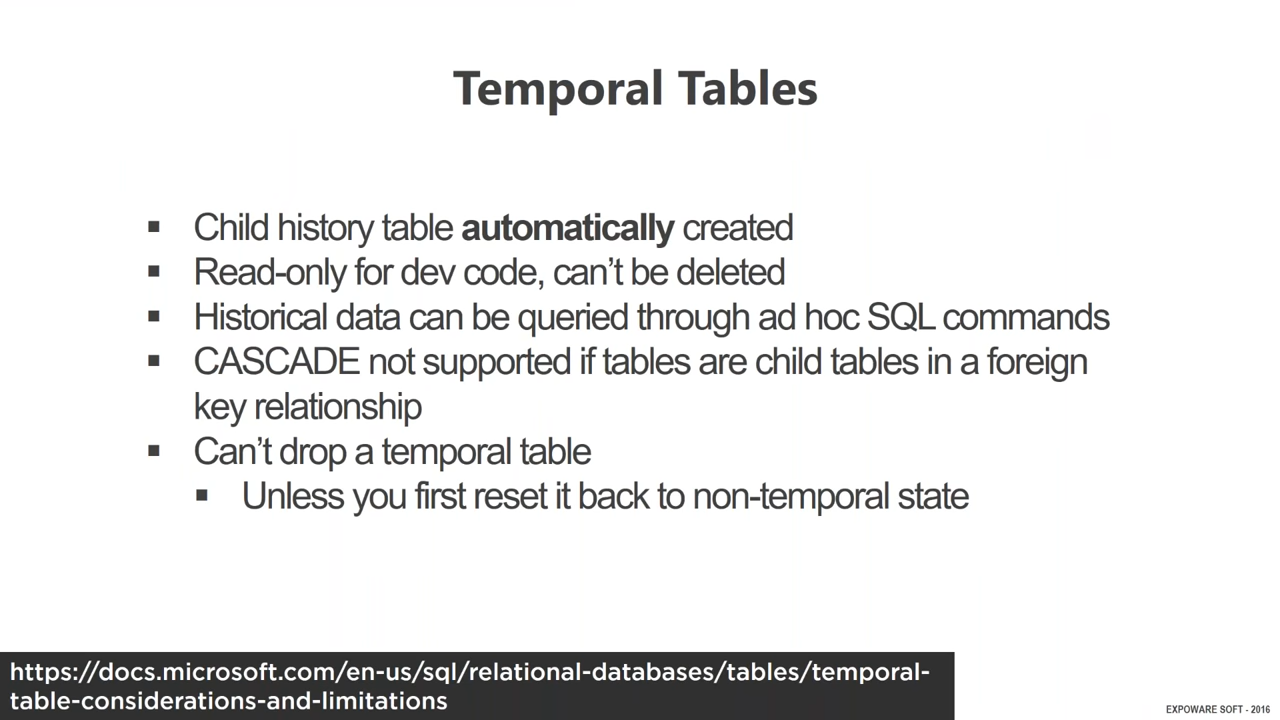 Temporal Tables
▪ Child history table automatically created
▪ Read-only for dev code, can’t be deleted
▪ Historical data can be queried through ad hoc SQL commands
▪ CASCADE not supported if tables are child tables in a foreign
key relationship
▪ Can’t drop a temporal table
▪ Unless you first reset it back to non-temporal state
https://docs.microsoft.com/en-us/sql/relational-databases/tables/temporal-
table-considerations-and-limitations
EXPOWARE SOFT - 2016